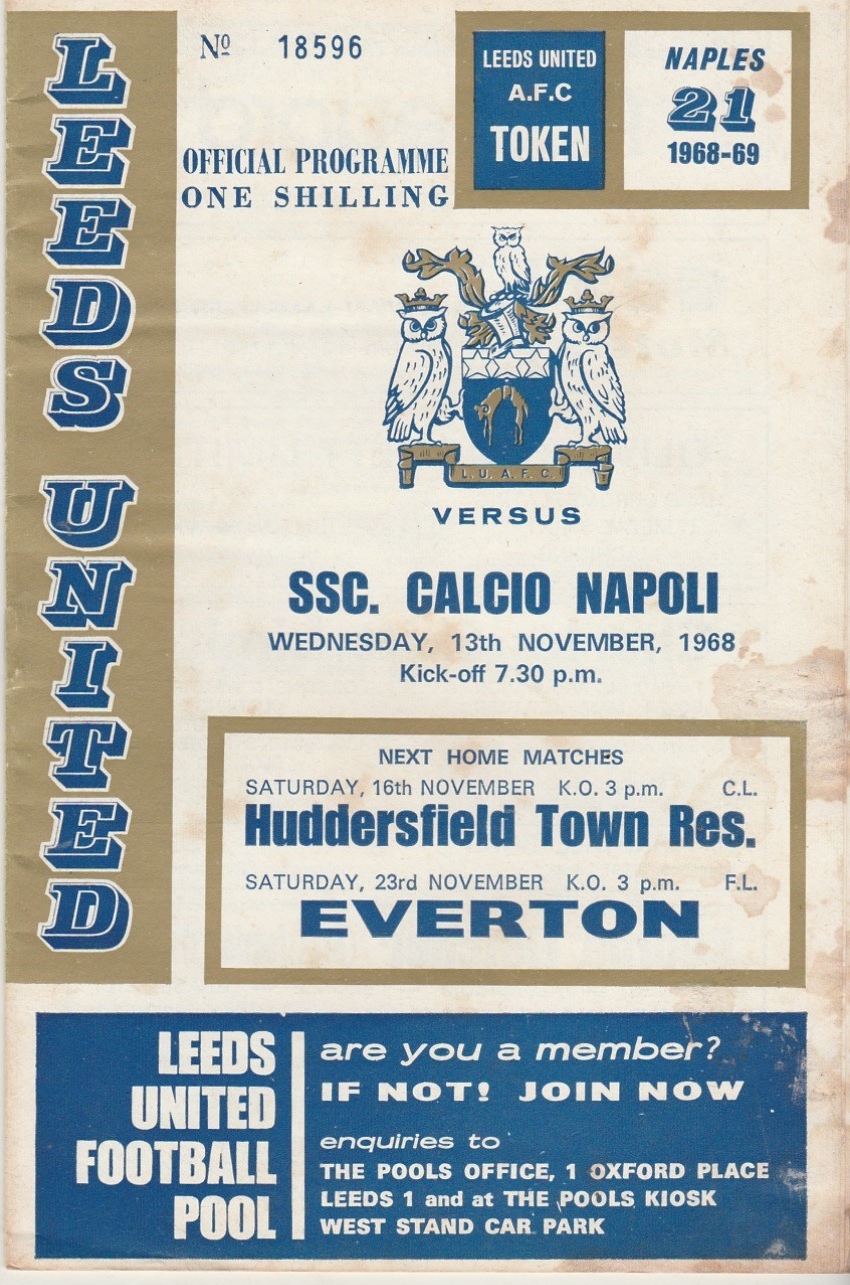 LEEDS UNITED
Nº 18596
OFFICIAL PROGRAMME
ONE SHILLING
LEEDS UNITED
A.F.C
TOKEN
NAPLES
21
1968-69
L.U.A.F.C.
VERSUS
SSC. CALCIO NAPOLI
WEDNESDAY, 13th NOVEMBER, 1968
Kick-off 7.30 p.m.
NEXT HOME MATCHES
SATURDAY, 16th NOVEMBER K.O. 3 p.m. C.L.
Huddersfield Town Res.
SATURDAY, 23rd NOVEMBER K.O. 3 p.m. F.L.
EVERTON
LEEDS
UNITED
FOOTBALL
POOL
are you a member?
IF NOT! JOIN NOW
enquiries to
THE POOLS OFFICE, 1 OXFORD PLACE
LEEDS 1 and at THE POOLS KIOSK
WEST STAND CAR PARK